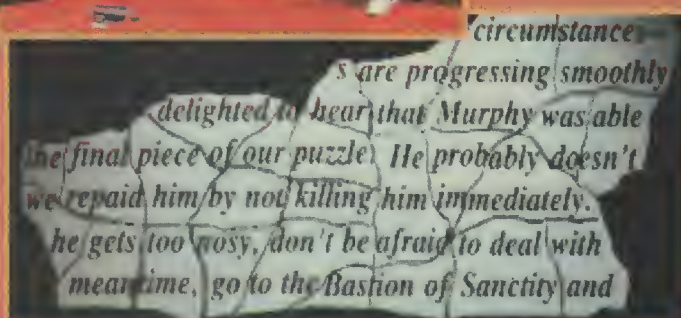 circumstance
s are progressing smoothly
delighted to hear that Murphy was able
the final piece of our puzzle. He probably doesn't
we repaid him by not killing him immediately.
he gets too nosy, don't be afraid to deal with
meantime, go to the Bastion of Sanctity and